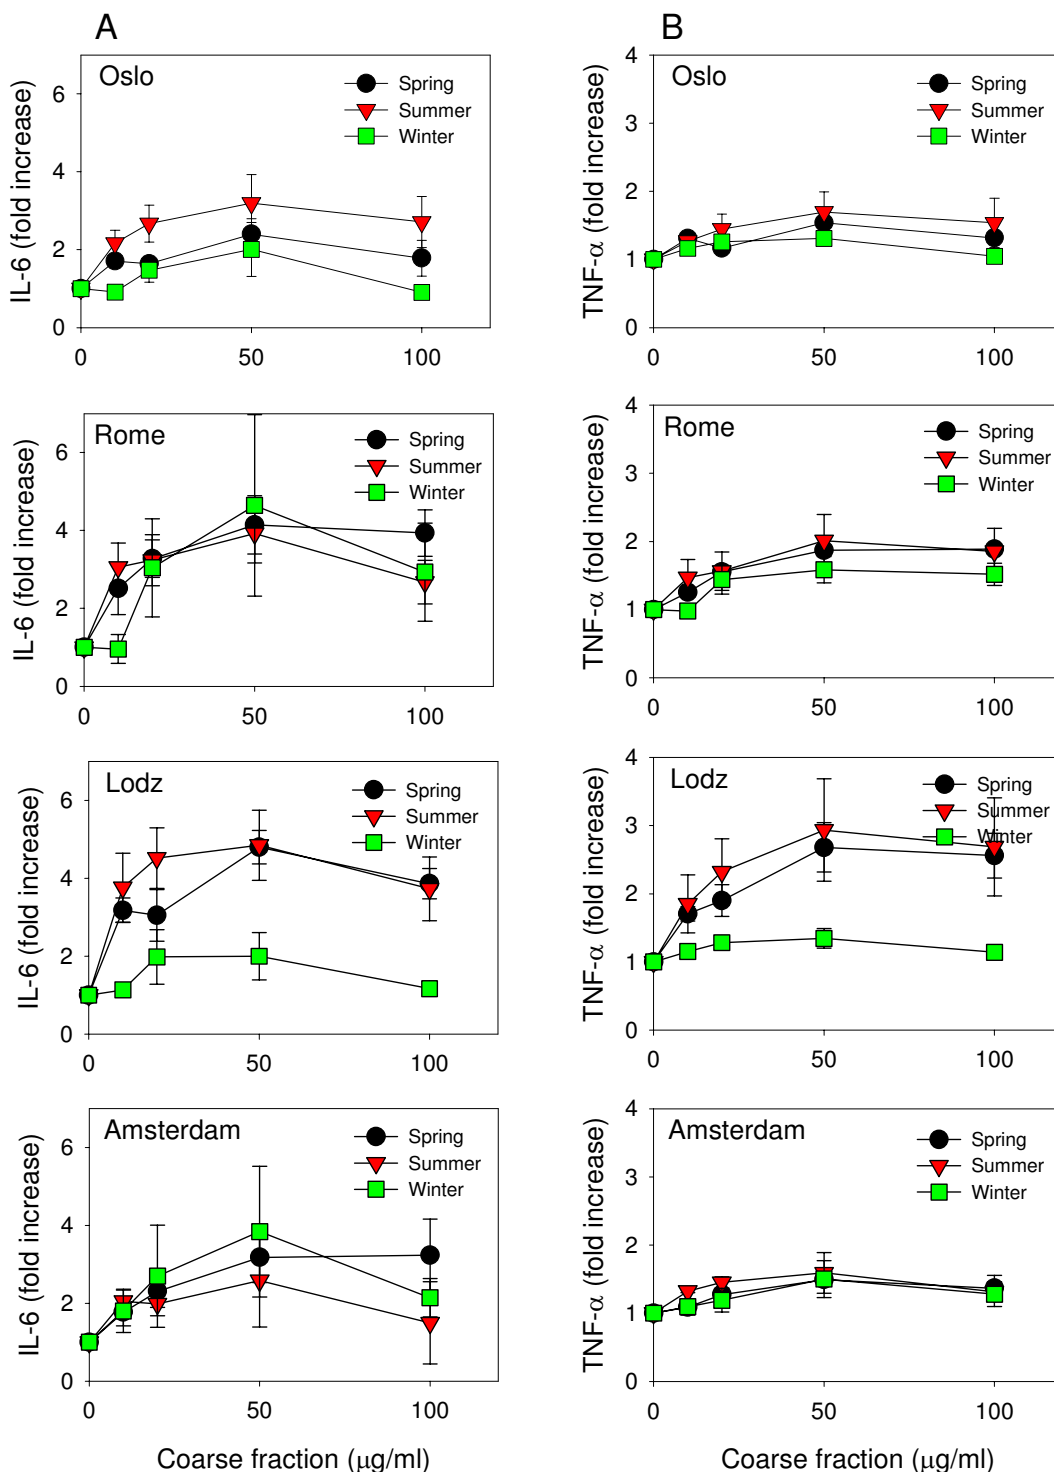 A
B
Oslo
Spring
Summer
Winter
IL-6 (fold increase)
6
4
2
0
0
50
100
Oslo
Spring
Summer
Winter
TNF-α (fold increase)
4
3
2
1
0
0
50
100
Rome
Spring
Summer
Winter
IL-6 (fold increase)
6
4
2
0
0
50
100
Rome
Spring
Summer
Winter
TNF-α (fold increase)
4
3
2
1
0
0
50
100
Lodz
Spring
Summer
Winter
IL-6 (fold increase)
6
4
2
0
0
50
100
Lodz
Spring
Summer
Winter
TNF-α (fold increase)
4
3
2
1
0
0
50
100
Amsterdam
Spring
Summer
Winter
IL-6 (fold increase)
6
4
2
0
0
50
100
Coarse fraction (μg/ml)
Amsterdam
Spring
Summer
Winter
TNF-α (fold increase)
4
3
2
1
0
0
50
100
Coarse fraction (μg/ml)